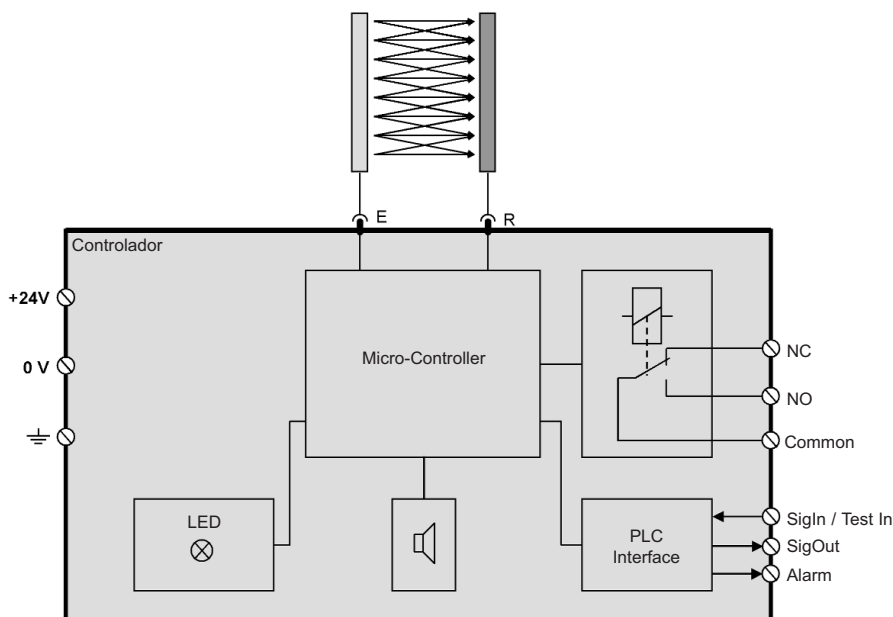 E
R
Controlador
+24V
0 V
Micro-Controller
NC
NO
Common
LED
PLC
Interface
SigIn / Test In
SigOut
Alarm